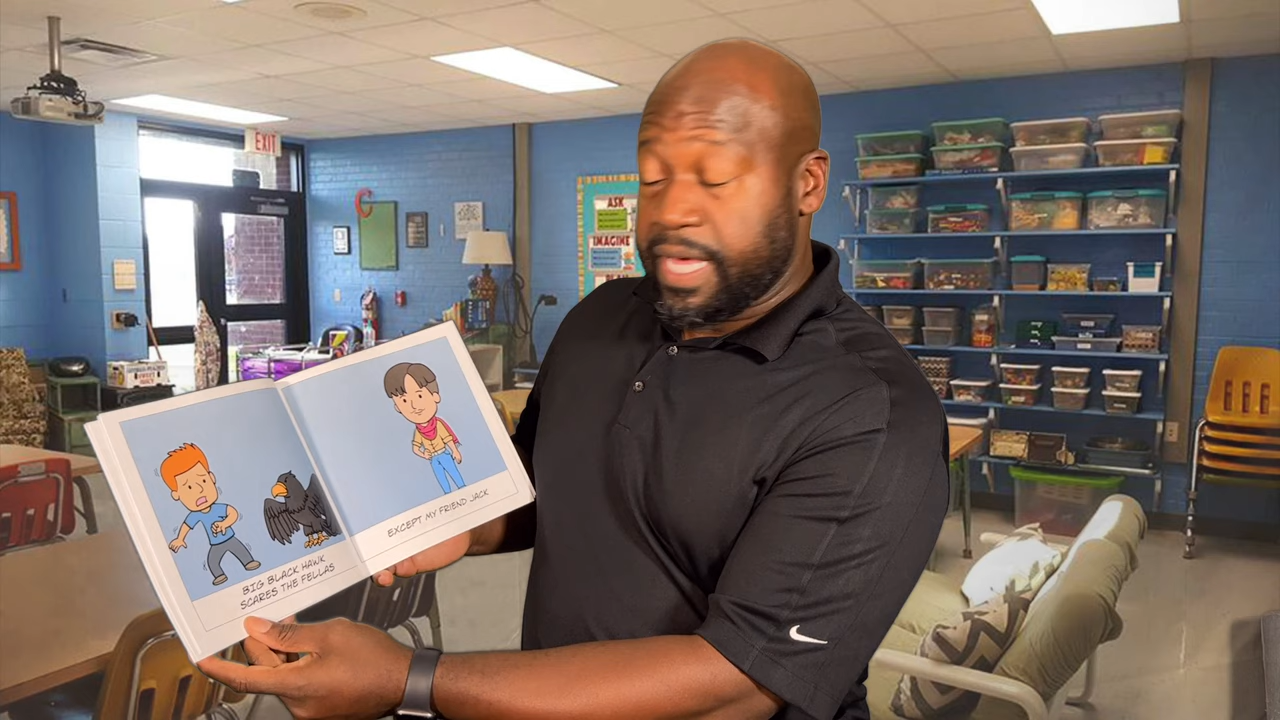 EXIT
ASK
IMAGINE
BIG BLACK HAWK
SCARES THE FELLAS
EXCEPT MY FRIEND JACK